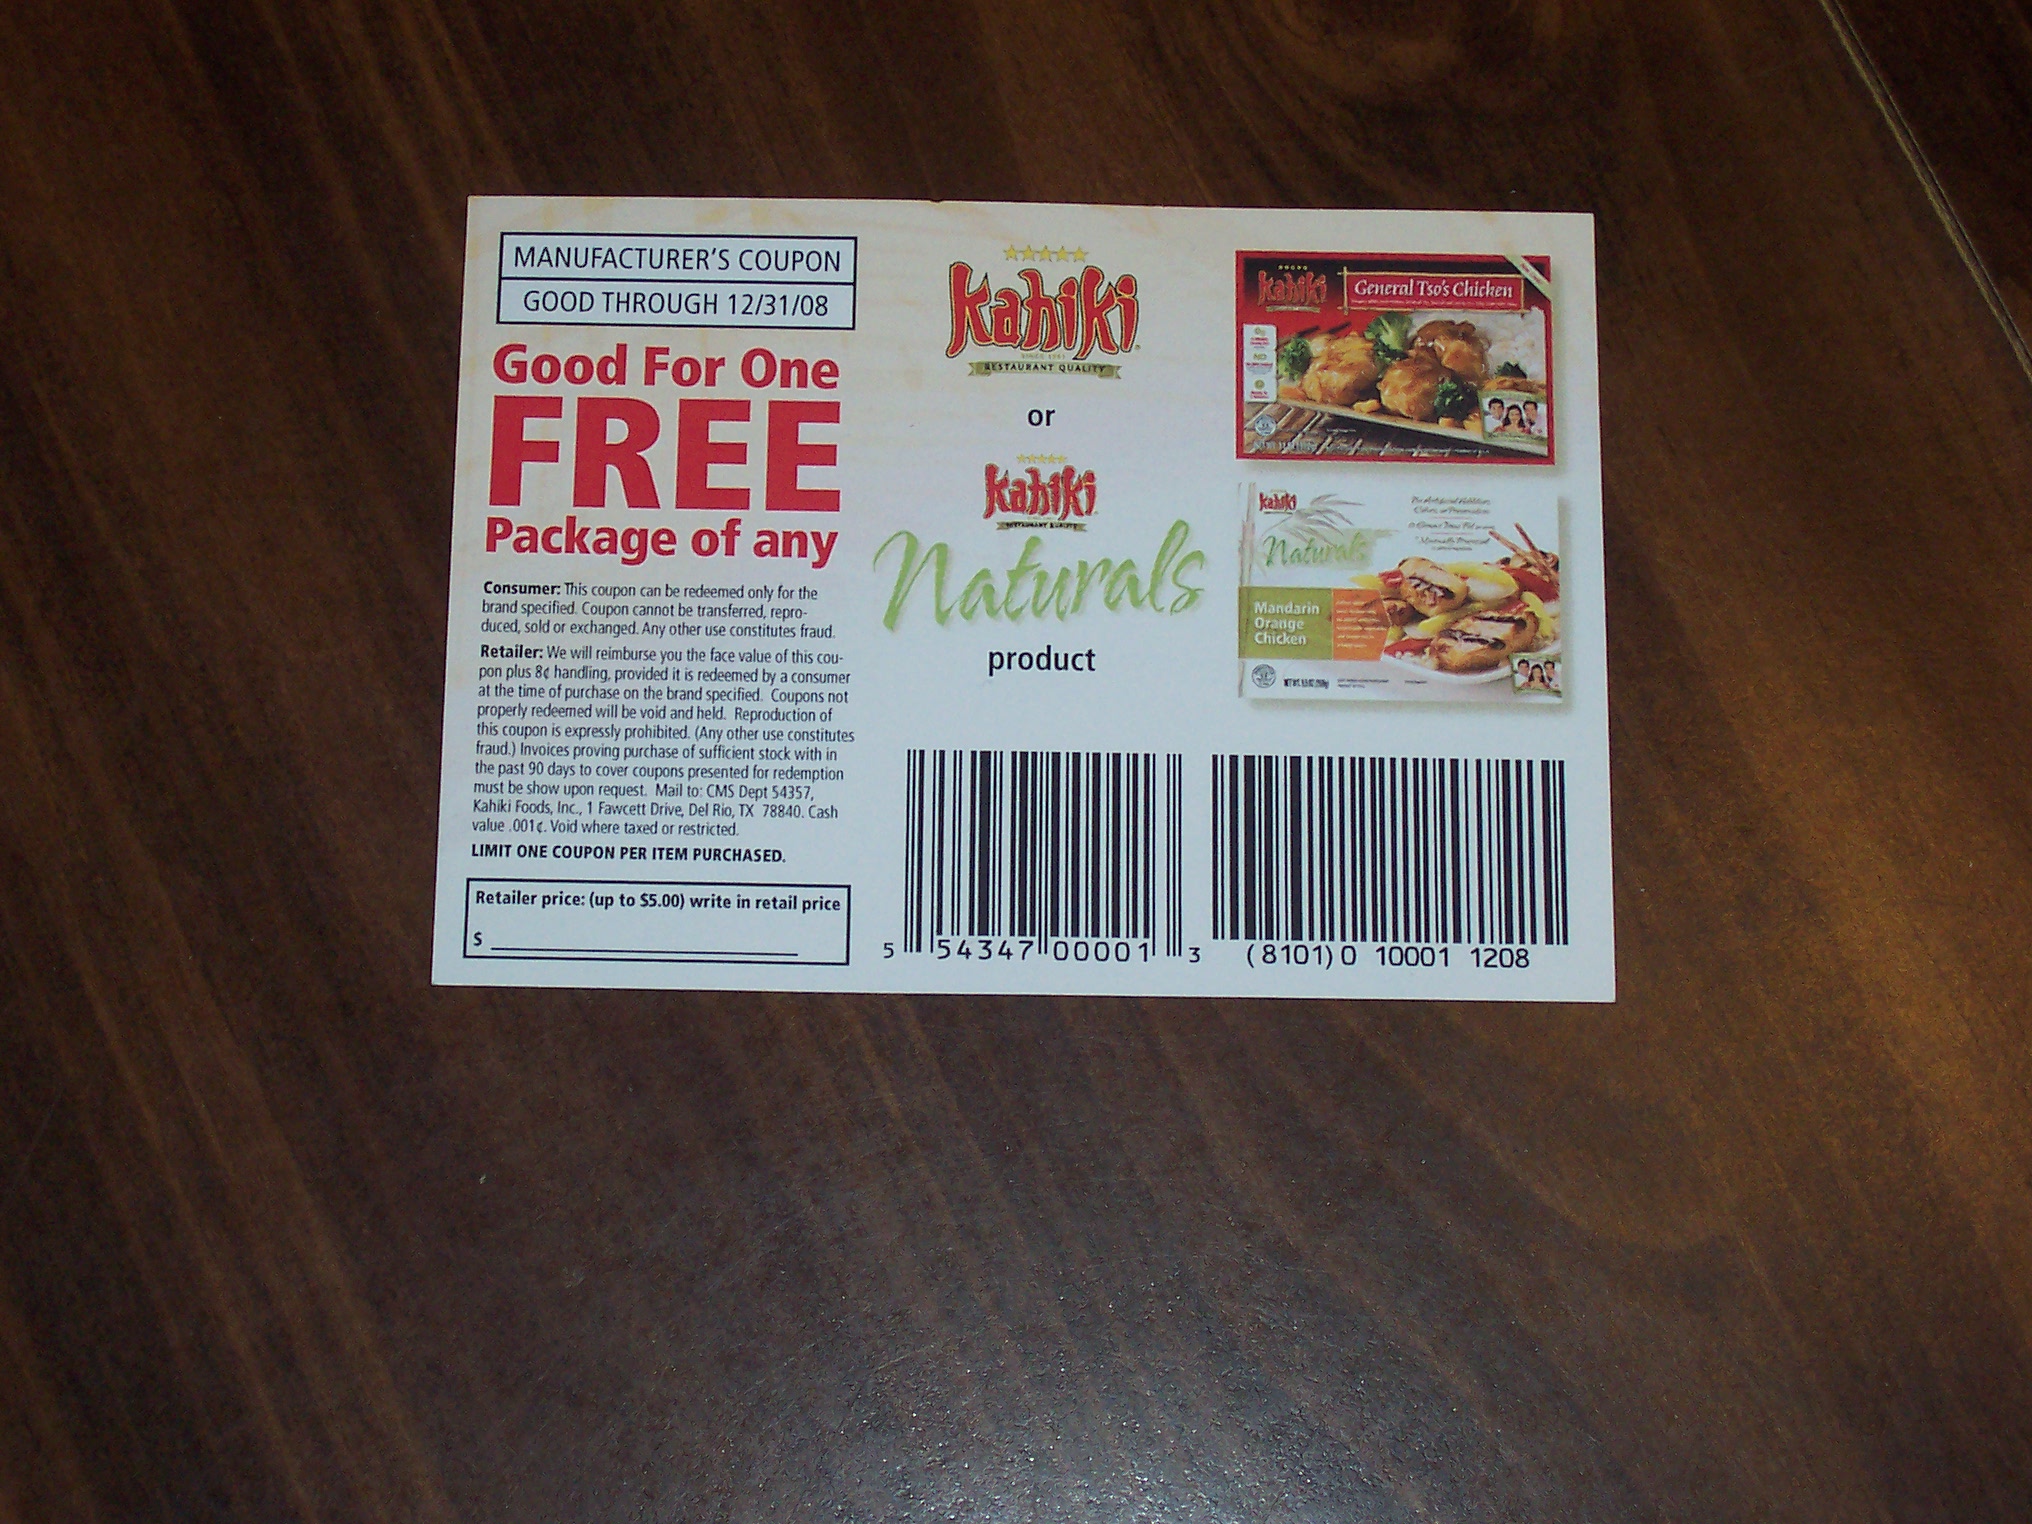 MANUFACTURER'S COUPON
GOOD THROUGH 12/31/08
Good For One
FREE
Package of any
Consumer: This coupon can be redeemed only for the
brand specified. Coupon cannot be transferred, repro-
duced, sold or exchanged. Any other use constitutes fraud.
Retailer: We will reimburse you the face value of this cou-
pon plus 8¢ handling, provided it is redeemed by a consumer
at the time of purchase on the brand specified. Coupons not
properly redeemed will be void and held. Reproduction of
this coupon is expressly prohibited. (Any other use constitutes
fraud.) Invoices proving purchase of sufficient stock with in
the past 90 days to cover coupons presented for redemption
must be show upon request. Mail to: CMS Dept 54357,
Kahiki Foods, Inc., 1 Fawcett Drive, Del Rio, TX 78840. Cash
value .001¢. Void where taxed or restricted.
LIMIT ONE COUPON PER ITEM PURCHASED.
Retailer price: (up to $5.00) write in retail price
$
Kahiki
SINCE 1961
RESTAURANT QUALITY
or
Kahiki
RESTAURANT QUALITY
Naturals
product
Kahiki
General Tso's Chicken
NO
Kahiki
Naturals
Mandarin
Orange
Chicken
5 54347 00001 3
(8101)0 10001 1208